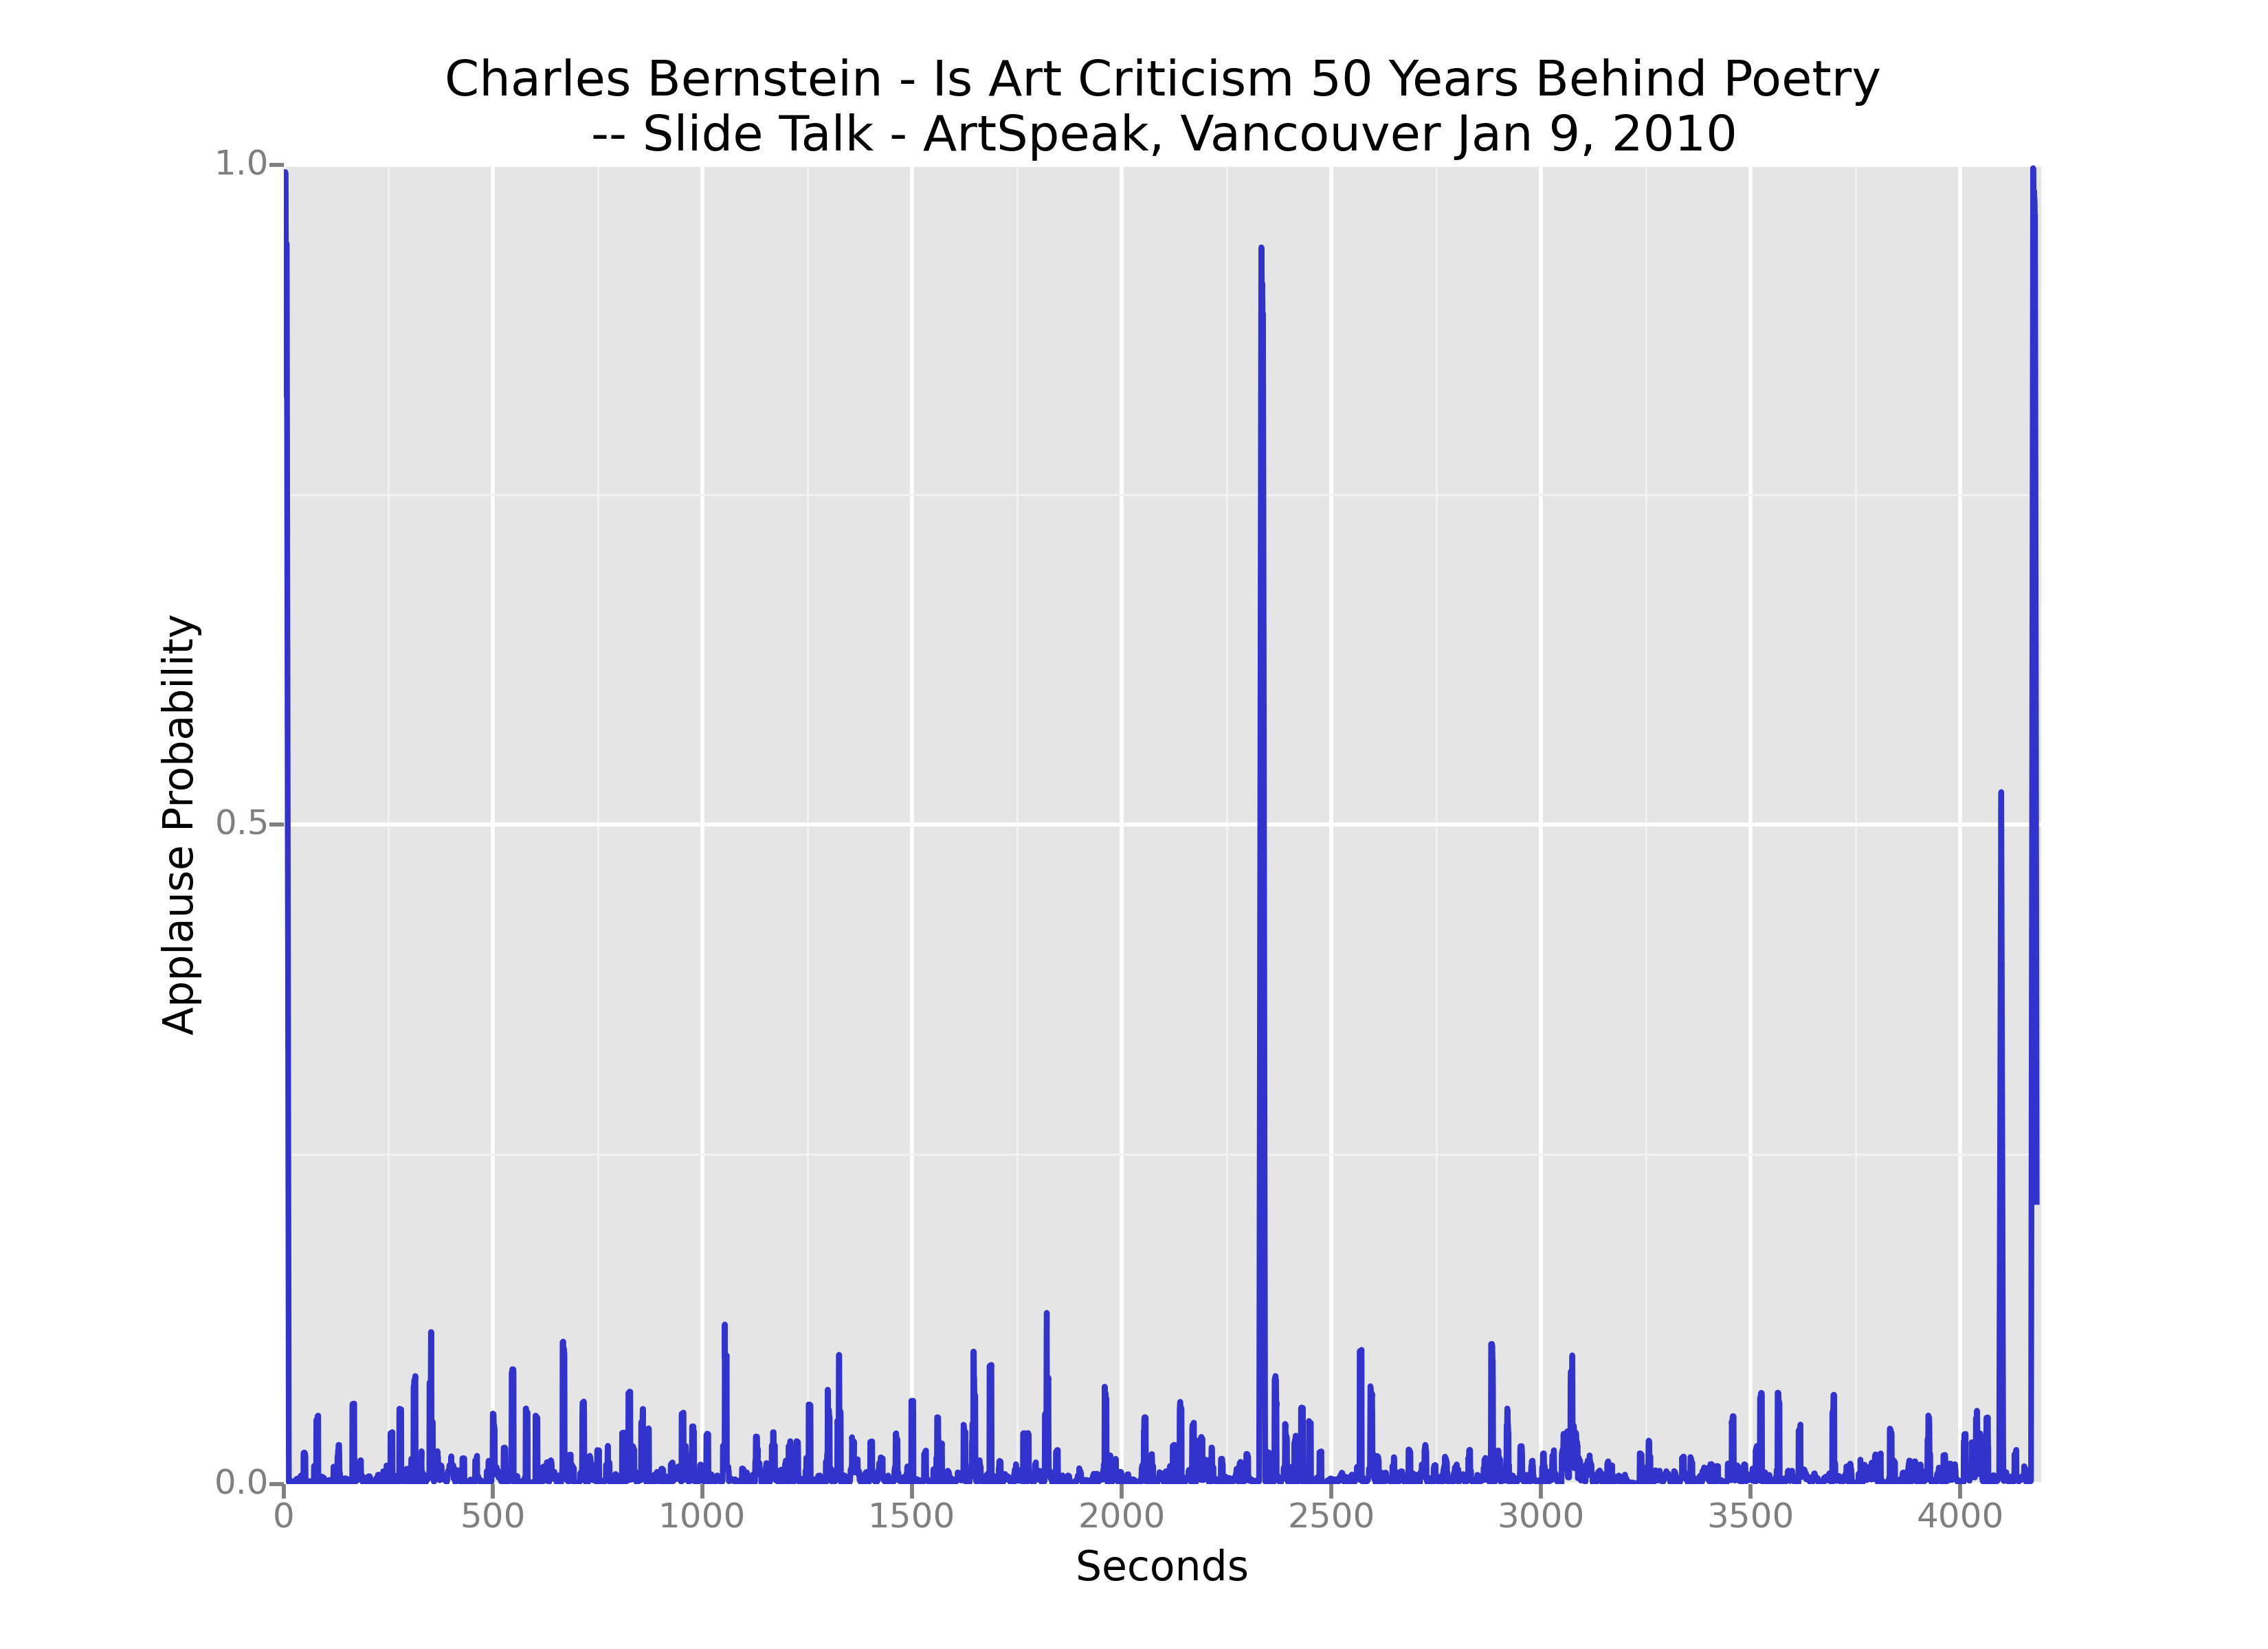 Charles Bernstein - Is Art Criticism 50 Years Behind Poetry
-- Slide Talk - ArtSpeak, Vancouver Jan 9, 2010
1.0
0.5
0.0
Applause Probability
0 500 1000 1500 2000 2500 3000 3500 4000
Seconds